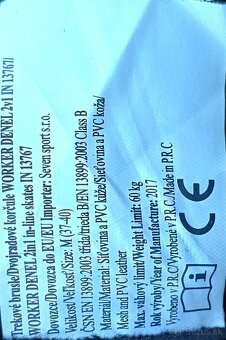 Trekové brusle/Dvojradové korčule WORKER DENEL 2v1 IN 13767/
WORKER DENEL 2in1 in-line skates IN 13767
Dovozce/Dovozca do EU/EU Importer: Seven sport s.r.o.
Velikost/Veľkosť/Size: M (37-40)
ČSN EN 13899:2003 třída/trieda B/EN 13899:2003 Class B
Materiál/Materiál: Síťovina a PVC kůže/Sieťovina a PVC koža/
Mesh and PVC leather
Max. váhový limit/Weight Limit: 60 kg
Rok výroby/Year of Manufacture: 2017
Vyrobeno v P.R.C/Vyrobené v P.R.C./Made in P.R.C
CE